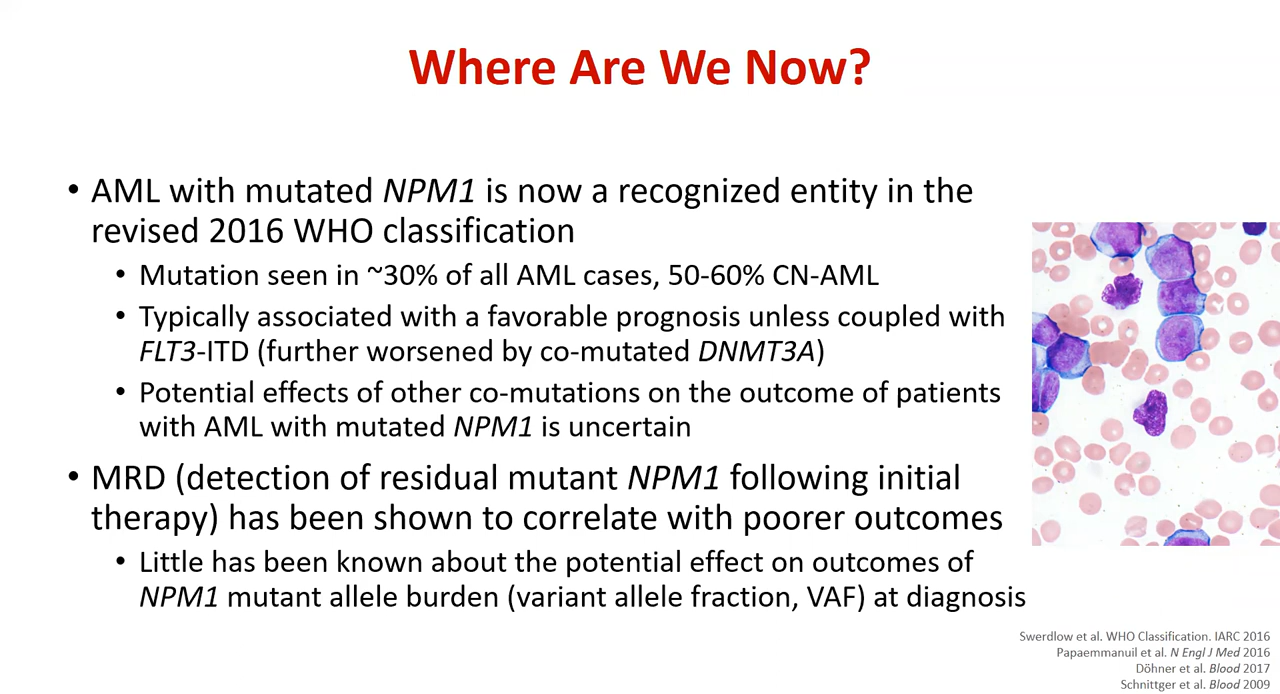 Where Are We Now?
• AML with mutated NPM1 is now a recognized entity in the
revised 2016 WHO classification
• Mutation seen in ~30% of all AML cases, 50-60% CN-AML
• Typically associated with a favorable prognosis unless coupled with
FLT3-ITD (further worsened by co-mutated DNMT3A)
• Potential effects of other co-mutations on the outcome of patients
with AML with mutated NPM1 is uncertain
• MRD (detection of residual mutant NPM1 following initial
therapy) has been shown to correlate with poorer outcomes
• Little has been known about the potential effect on outcomes of
NPM1 mutant allele burden (variant allele fraction, VAF) at diagnosis
Swerdlow et al. WHO Classification. IARC 2016
Papaemmanuil et al. N Engl J Med 2016
Döhner et al. Blood 2017
Schnittger et al. Blood 2009